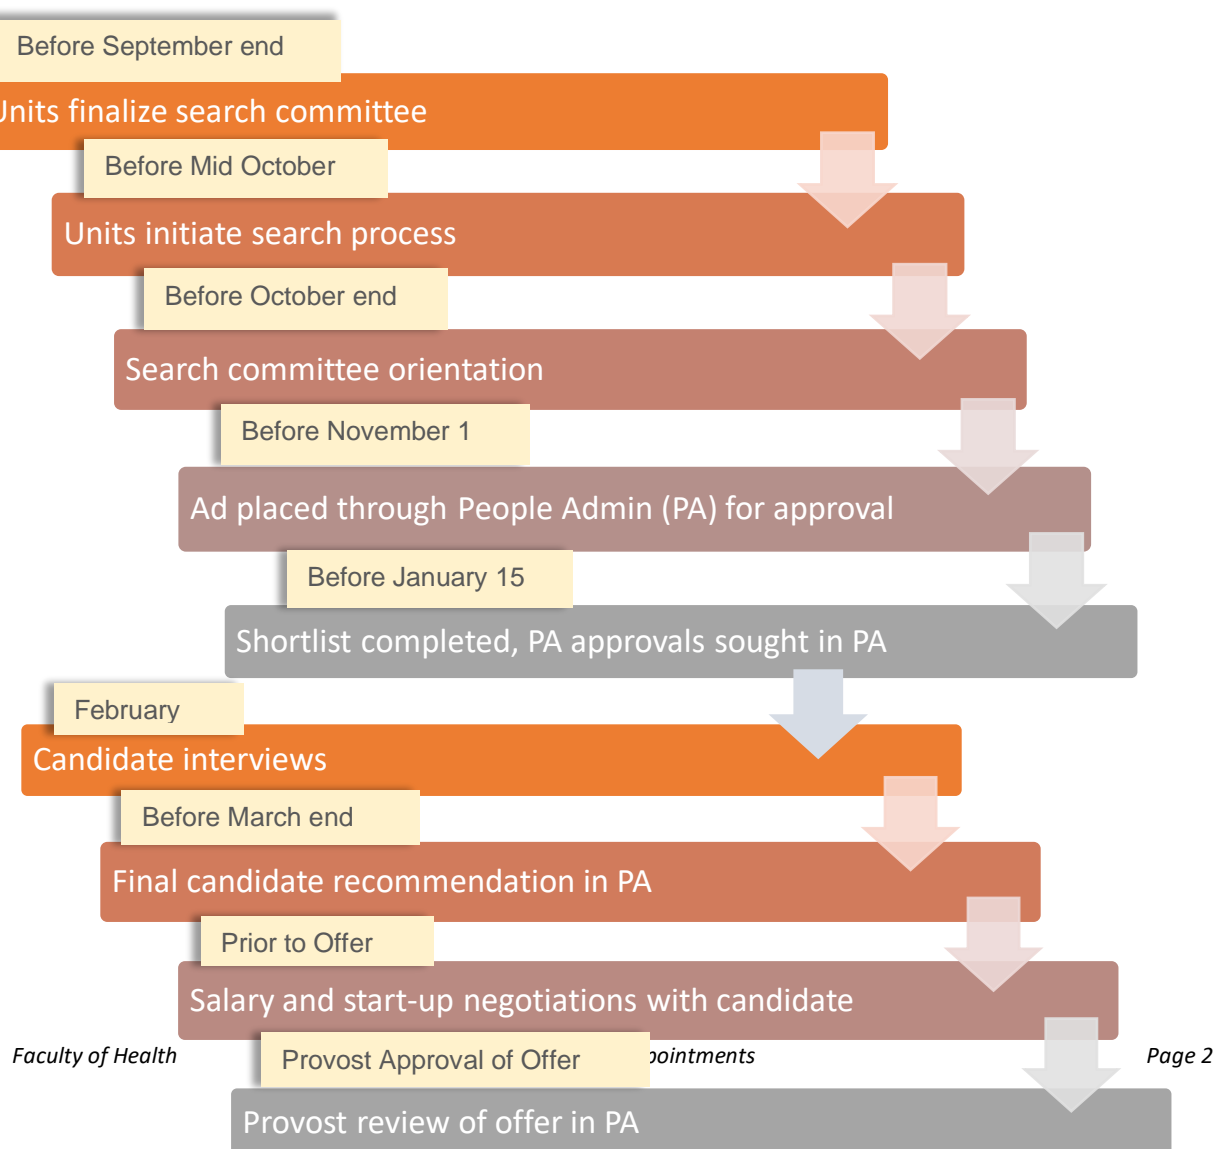 Before September end
Units finalize search committee
Before Mid October
Units initiate search process
Before October end
Search committee orientation
Before November 1
Ad placed through People Admin (PA) for approval
Before January 15
Shortlist completed, PA approvals sought in PA
February
Candidate interviews
Before March end
Final candidate recommendation in PA
Prior to Offer
Salary and start-up negotiations with candidate
Faculty of Health pointments Page 2
Provost Approval of Offer
Provost review of offer in PA